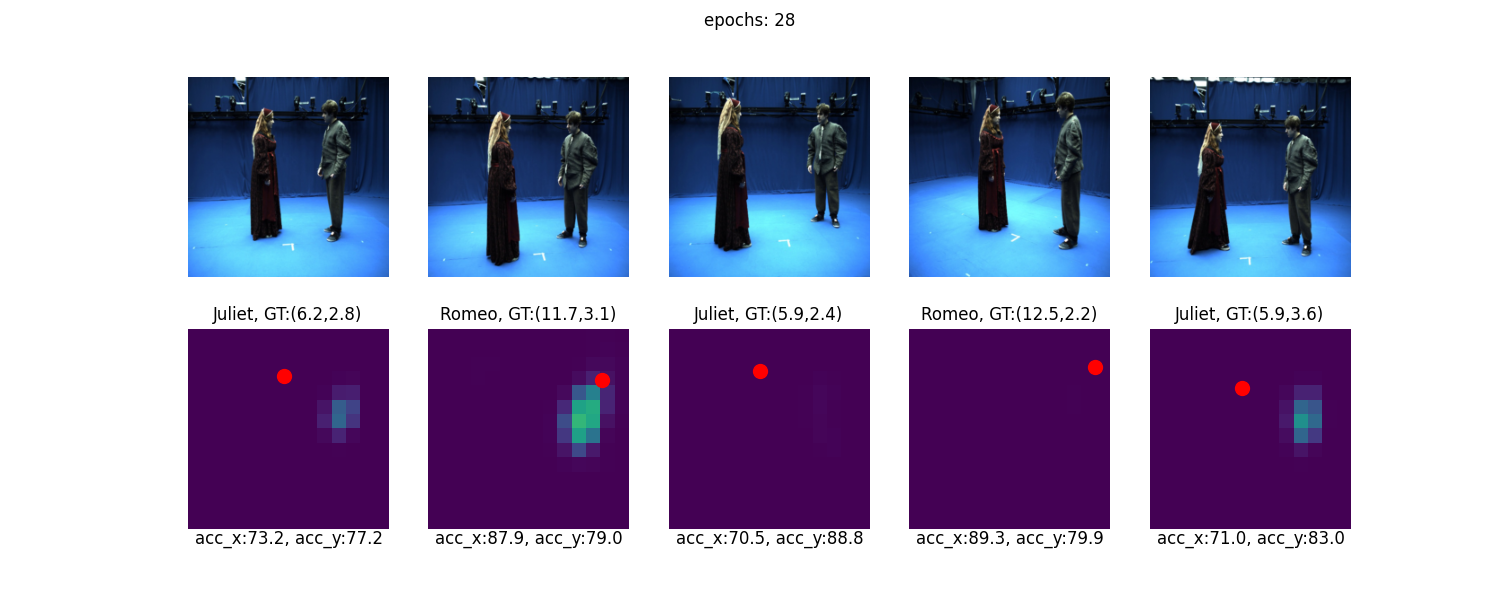 epochs: 28
Juliet, GT:(6.2,2.8)
Romeo, GT:(11.7,3.1)
Juliet, GT:(5.9,2.4)
Romeo, GT:(12.5,2.2)
Juliet, GT:(5.9,3.6)
acc_x:73.2, acc_y:77.2
acc_x:87.9, acc_y:79.0
acc_x:70.5, acc_y:88.8
acc_x:89.3, acc_y:79.9
acc_x:71.0, acc_y:83.0